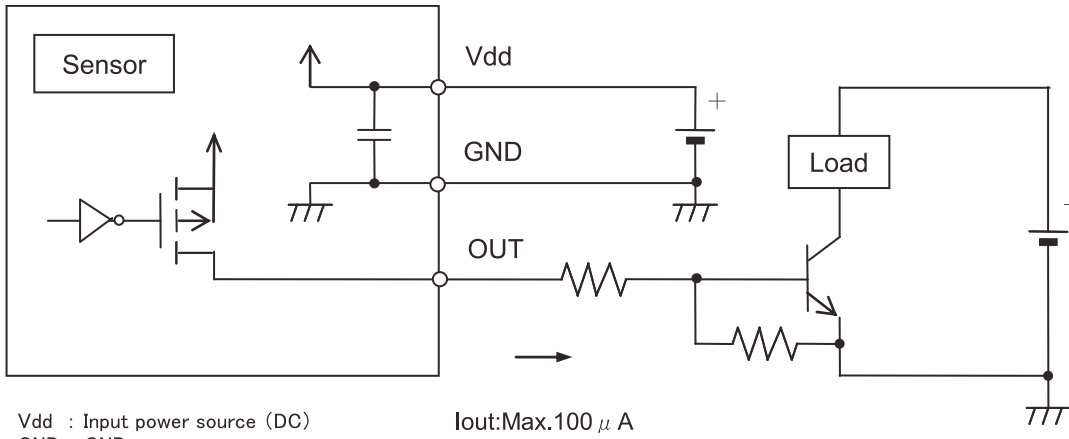 Sensor
Vdd
+
GND
Load
OUT
Vdd : Input power source (DC)
Iout:Max.100 μ A